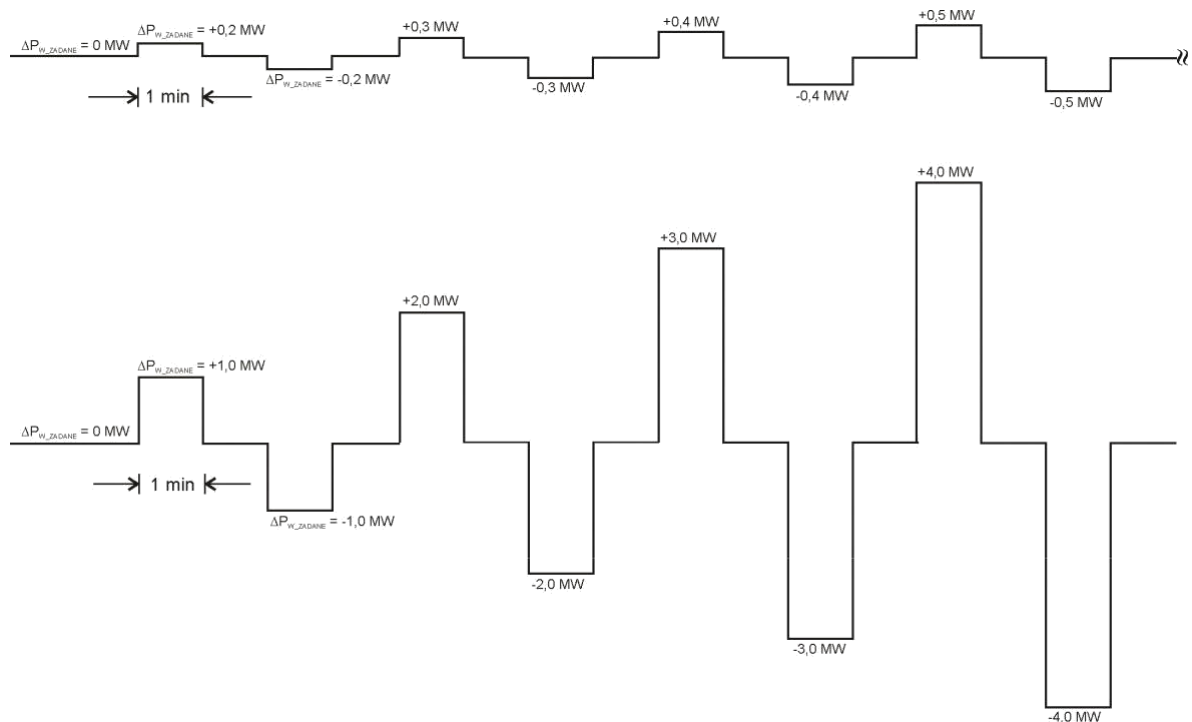 ΔP_W_ZADANE = 0 MW
ΔP_W_ZADANE = +0,2 MW
ΔP_W_ZADANE = -0,2 MW
+0,3 MW
-0,3 MW
+0,4 MW
-0,4 MW
+0,5 MW
-0,5 MW
1 min
ΔP_W_ZADANE = 0 MW
ΔP_W_ZADANE = +1,0 MW
ΔP_W_ZADANE = -1,0 MW
+2,0 MW
-2,0 MW
+3,0 MW
-3,0 MW
+4,0 MW
-4,0 MW
1 min